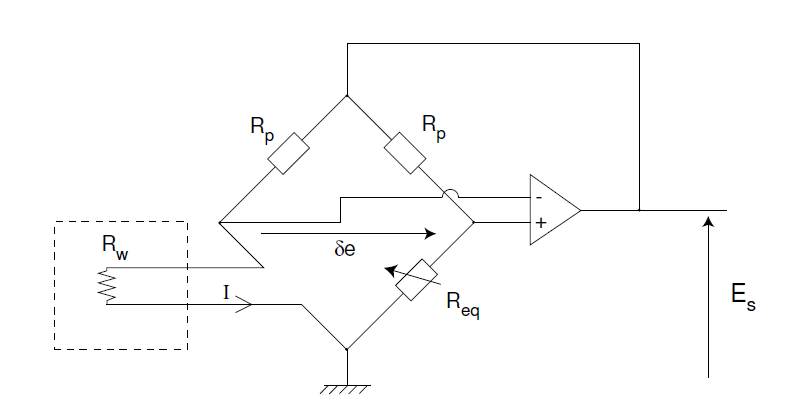 Rp
Rp
-
+
δe
Rw
I
Req
Es